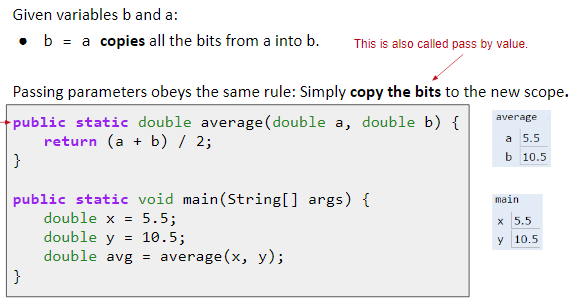 Given variables b and a:
● b = a copies all the bits from a into b.
This is also called pass by value.
Passing parameters obeys the same rule: Simply copy the bits to the new scope.
public static double average(double a, double b) {
    return (a + b) / 2;
}
public static void main(String[] args) {
    double x = 5.5;
    double y = 10.5;
    double avg = average(x, y);
}
average
a 5.5
b 10.5
main
x 5.5
y 10.5